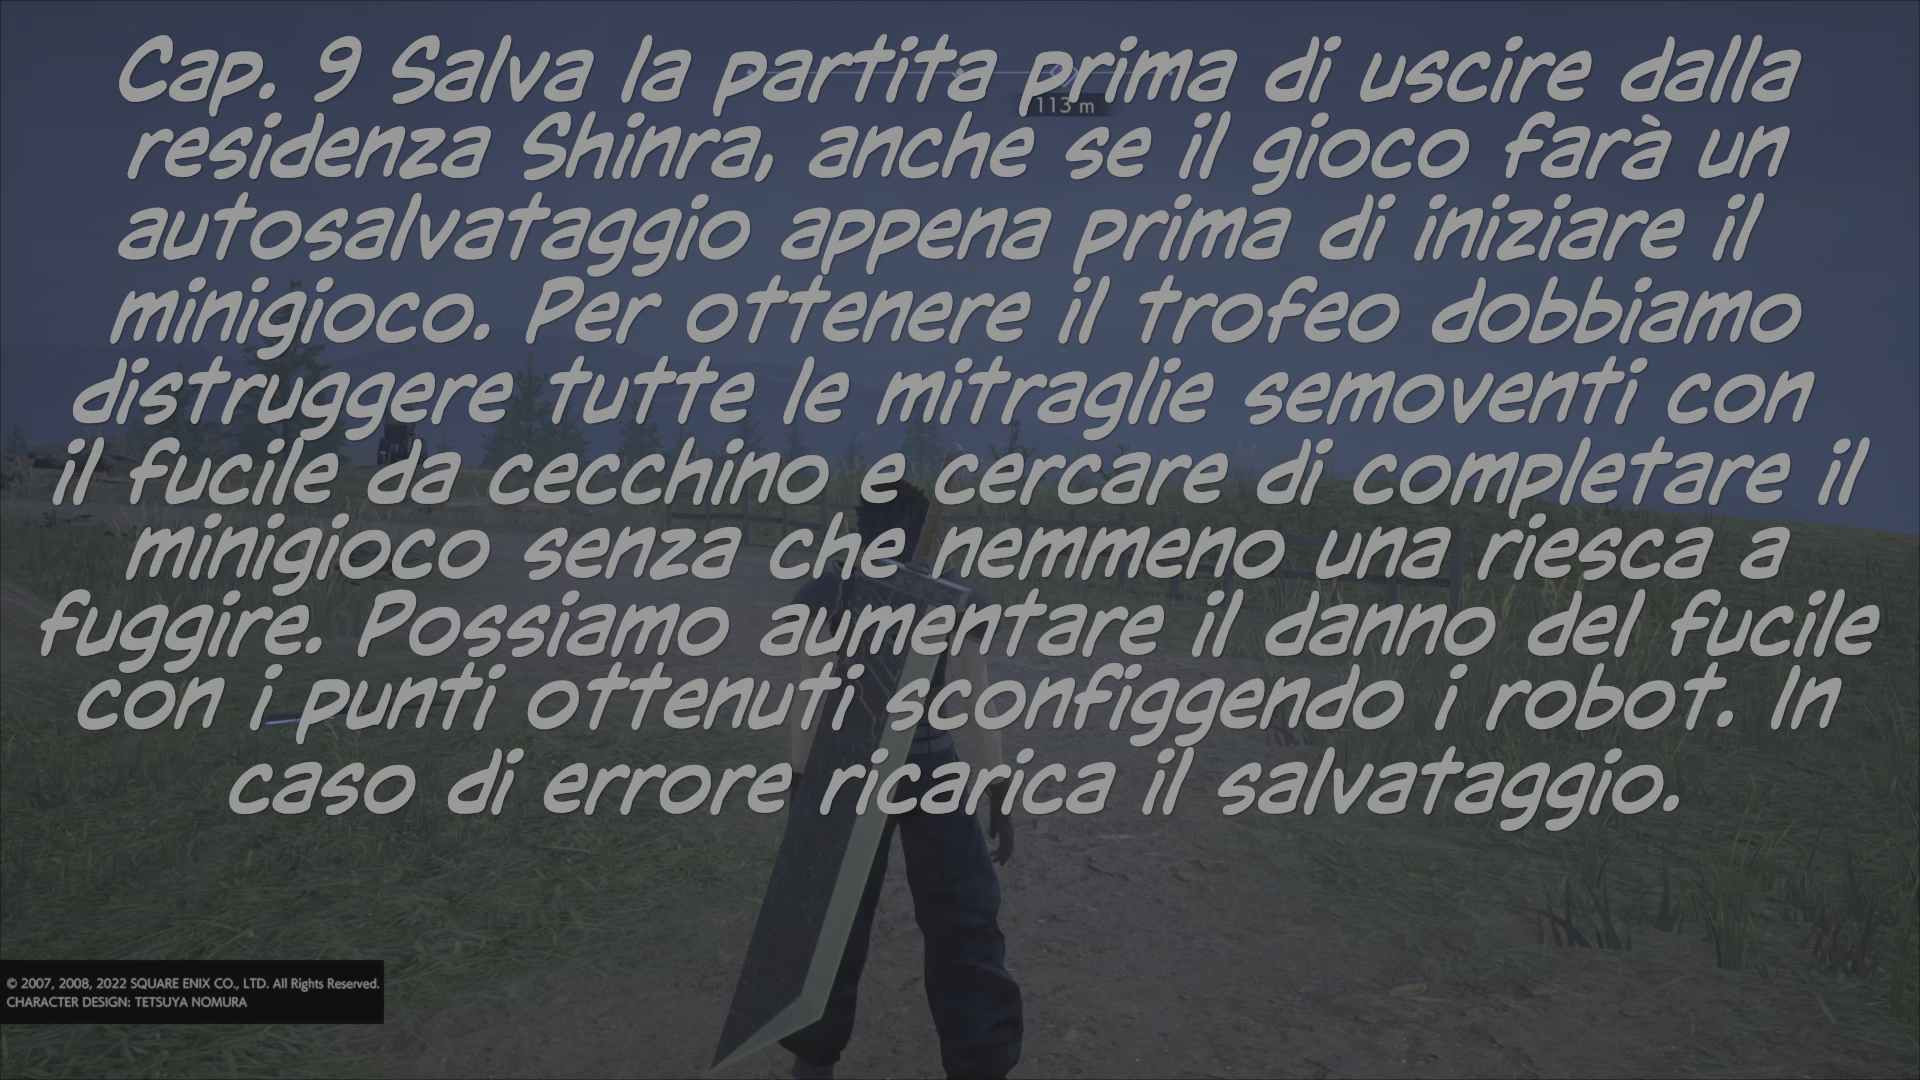 Cap. 9 Salva la partita prima di uscire dalla
113 m
residenza Shinra, anche se il gioco farà un
autosalvataggio appena prima di iniziare il
minigioco. Per ottenere il trofeo dobbiamo
distruggere tutte le mitraglie semoventi con
il fucile da cecchino e cercare di completare il
minigioco senza che nemmeno una riesca a
fuggire. Possiamo aumentare il danno del fucile
con i punti ottenuti sconfiggendo i robot. In
caso di errore ricarica il salvataggio.
© 2007, 2008, 2022 SQUARE ENIX CO., LTD. All Rights Reserved.
CHARACTER DESIGN: TETSUYA NOMURA